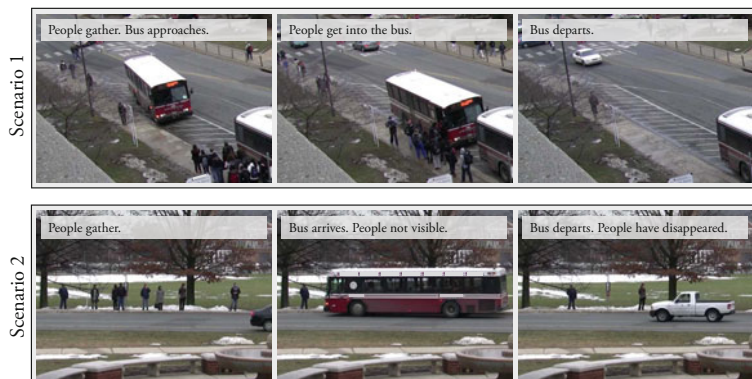 Scenario 1
People gather. Bus approaches.
People get into the bus.
Bus departs.
Scenario 2
People gather.
Bus arrives. People not visible.
Bus departs. People have disappeared.